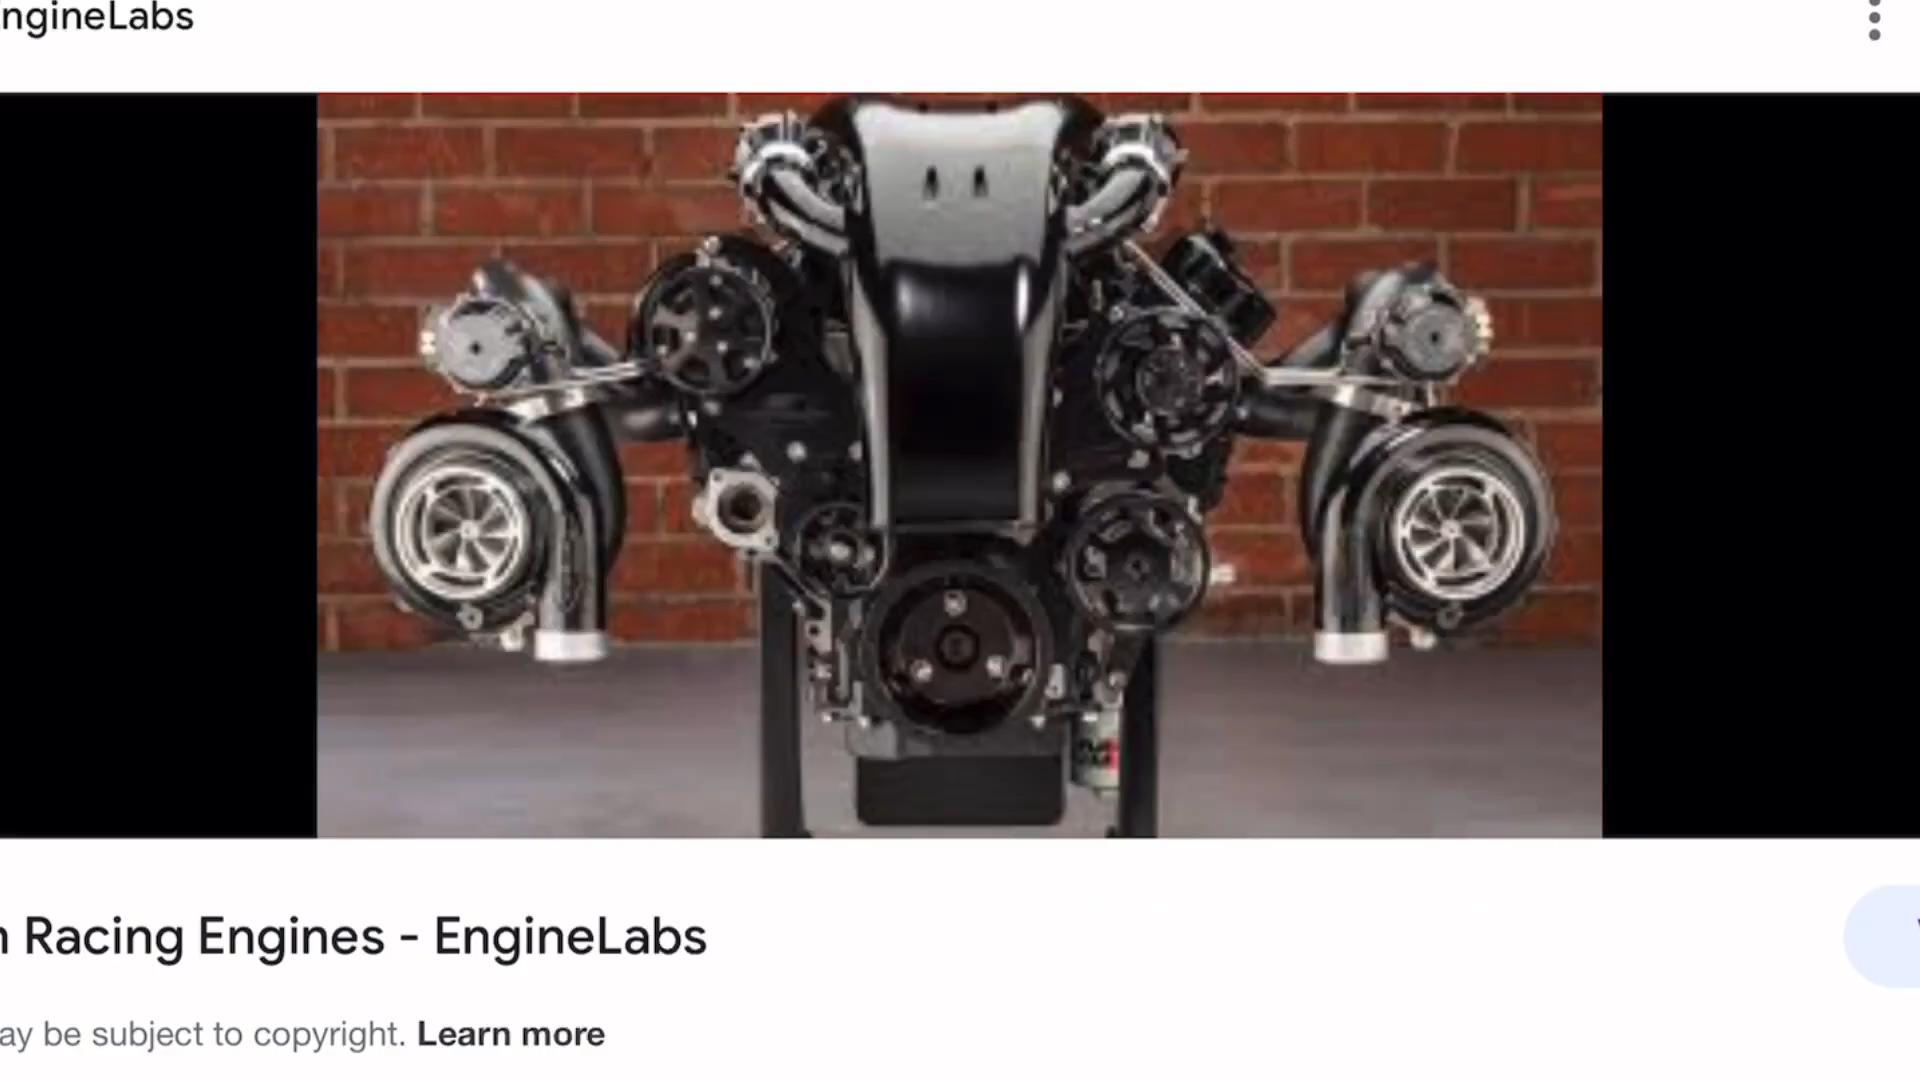 ngineLabs
n Racing Engines - EngineLabs
ay be subject to copyright. Learn more